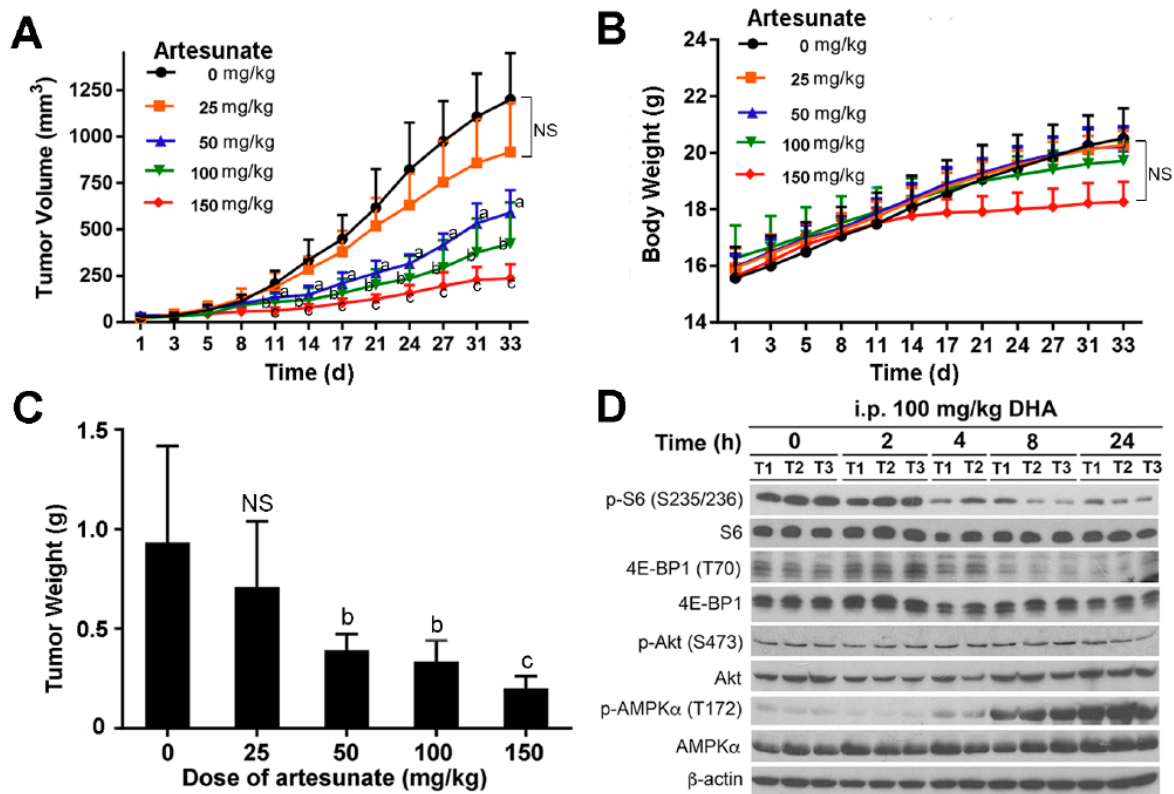 A
Artesunate
0 mg/kg
25 mg/kg
50 mg/kg
100 mg/kg
150 mg/kg
Tumor Volume (mm³)
1250
1000
750
500
250
0
NS
a a a a a a a a
b b b b b b b b
c c c c c c c c
1 3 5 8 11 14 17 21 24 27 31 33
Time (d)
B
Artesunate
0 mg/kg
25 mg/kg
50 mg/kg
100 mg/kg
150 mg/kg
Body Weight (g)
24
22
20
18
16
14
NS
1 3 5 8 11 14 17 21 24 27 31 33
Time (d)
C
Tumor Weight (g)
1.5
1.0
0.5
0
NS
b b
c
0 25 50 100 150
Dose of artesunate (mg/kg)
D
i.p. 100 mg/kg DHA
Time (h) 0 2 4 8 24
T1 T2 T3 T1 T2 T3 T1 T2 T1 T2 T3 T1 T2 T3
p-S6 (S235/236)
S6
4E-BP1 (T70)
4E-BP1
p-Akt (S473)
Akt
p-AMPKα (T172)
AMPKα
β-actin